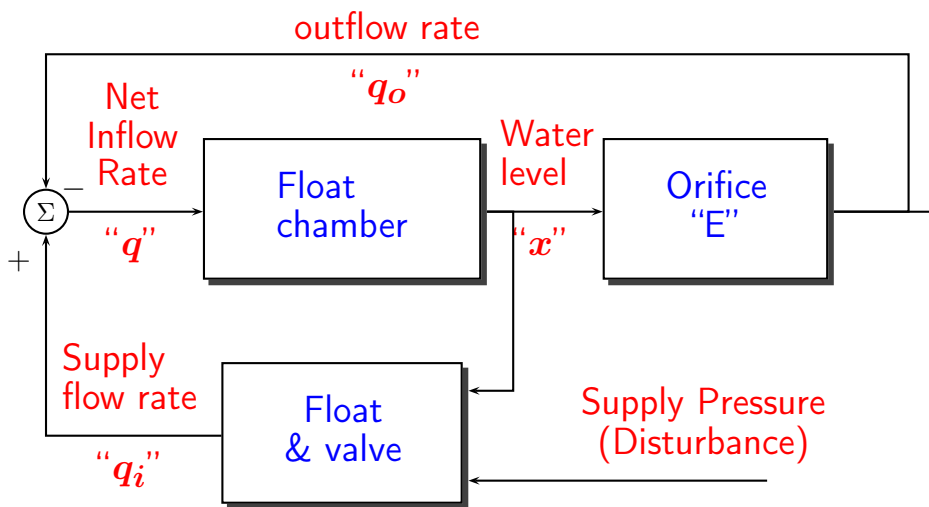 outflow rate
“qo”
Net
Inflow
Rate
“q”
−
Σ
+
Float
chamber
Water
level
“x”
Orifice
“E”
Supply
flow rate
“qi”
Float
& valve
Supply Pressure
(Disturbance)